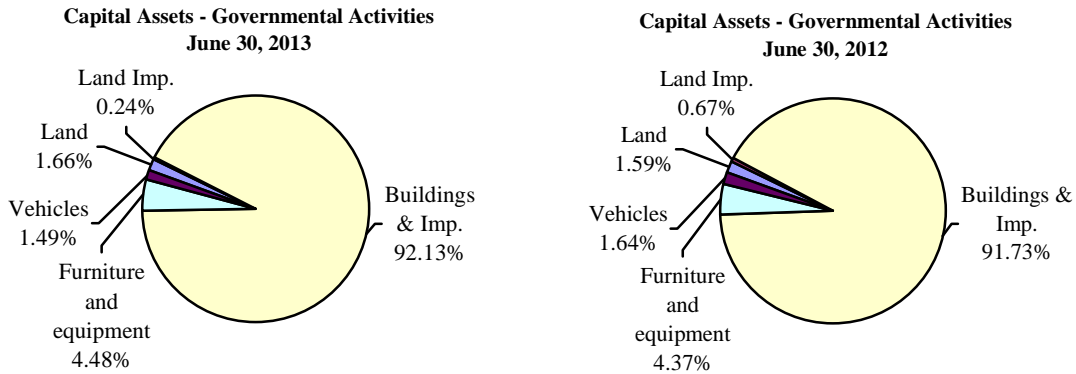 Capital Assets - Governmental Activities
June 30, 2013
Land Imp.
0.24%
Land
1.66%
Vehicles
1.49%
Furniture
and
equipment
4.48%
Buildings
& Imp.
92.13%
Capital Assets - Governmental Activities
June 30, 2012
Land Imp.
0.67%
Land
1.59%
Vehicles
1.64%
Furniture
and
equipment
4.37%
Buildings &
Imp.
91.73%